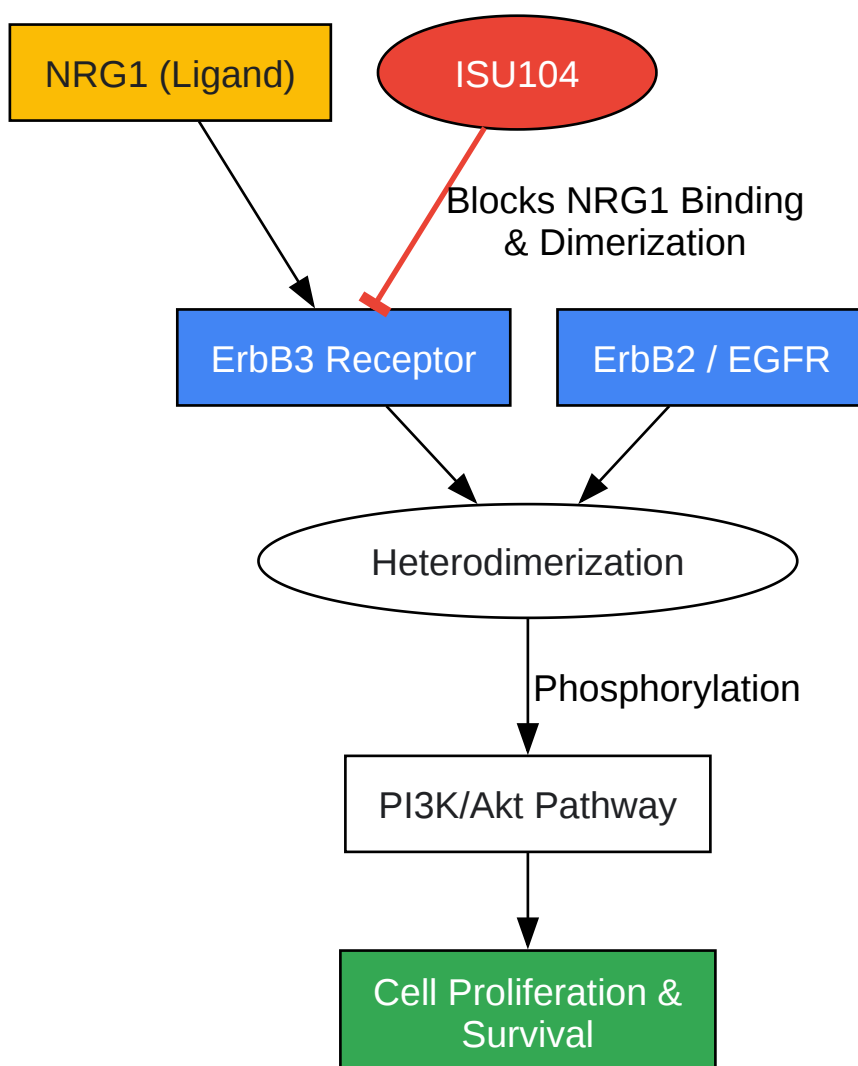 NRG1 (Ligand)
ISU104
Blocks NRG1 Binding
& Dimerization
ErbB3 Receptor
ErbB2 / EGFR
Heterodimerization
Phosphorylation
PI3K/Akt Pathway
Cell Proliferation &
Survival